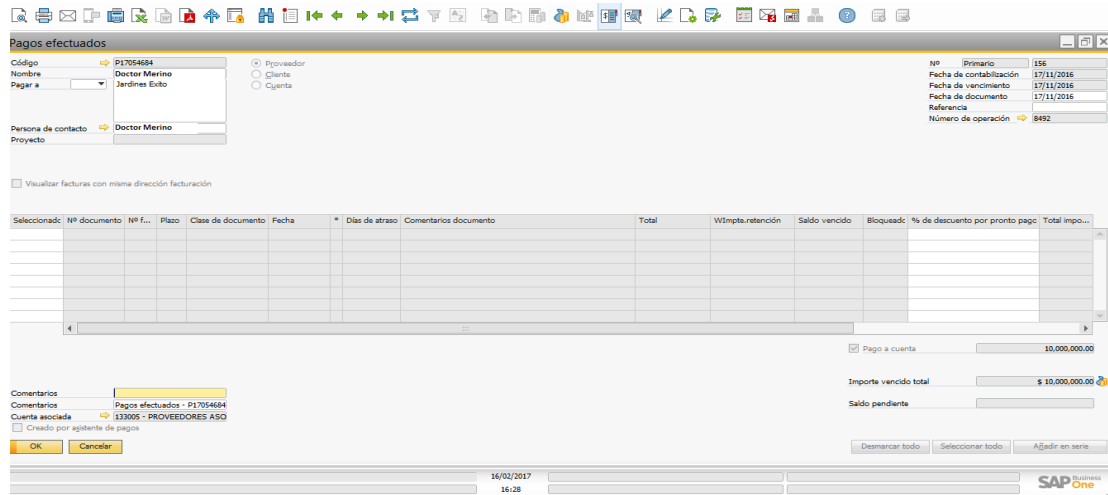 Pagos efectuados
Código P17054684 Proveedor Nº Primario 156
Nombre Doctor Merino Cliente Fecha de contabilización 17/11/2016
Pagar a Jardines Exito Cuenta Fecha de vencimiento 17/11/2016
Fecha de documento 17/11/2016
Referencia
Persona de contacto Doctor Merino Número de operación 8492
Proyecto
Visualizar facturas con misma dirección facturación
Seleccionado Nº documento Nº f... Plazo Clase de documento Fecha * Días de atraso Comentarios documento Total WImpte.retención Saldo vencido Bloqueado % de descuento por pronto pago Total impo...
Pago a cuenta 10,000,000.00
Importe vencido total $ 10,000,000.00
Comentarios
Comentarios Pagos efectuados - P17054684 Saldo pendiente
Cuenta asociada 133005 - PROVEEDORES ASO
Creado por asistente de pagos
OK Cancelar Desmarcar todo Seleccionar todo Añadir en serie
16/02/2017
16:28
SAP Business One